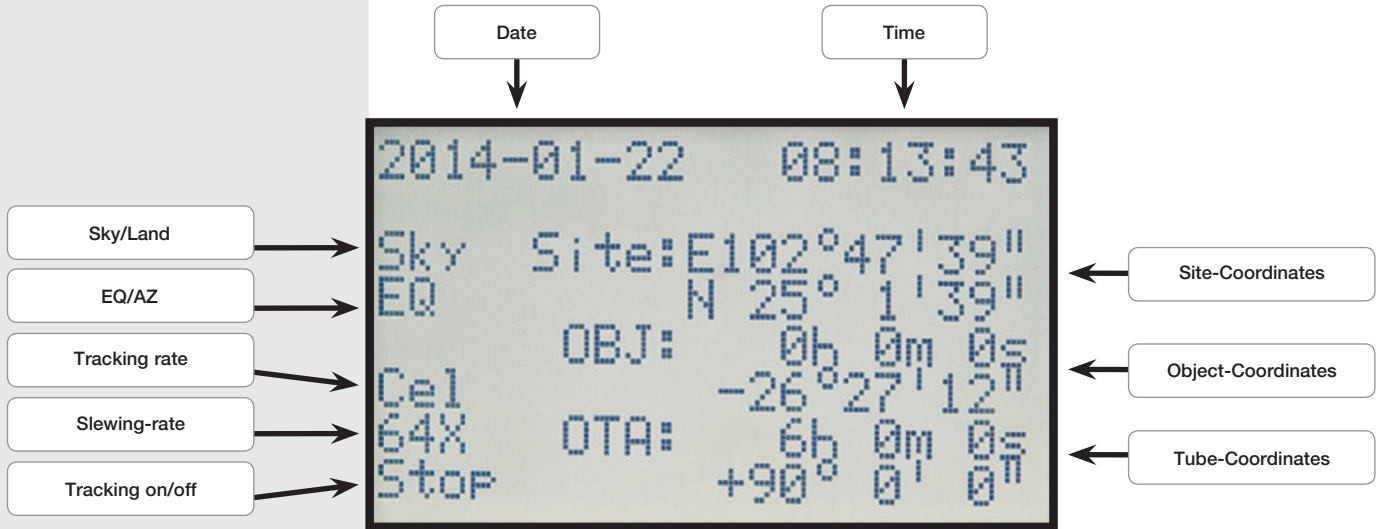 Date
Time
2014-01-22 08:13:43
Sky/Land
Sky Site:E102°47'39"
Site-Coordinates
EQ/AZ
EQ N 25° 1'39"
OBJ: 0h 0m 0s
Tracking rate
Object-Coordinates
Cel -26°27'12"
Slewing-rate
64X OTA: 6h 0m 0s
Tube-Coordinates
Tracking on/off
Stop +90° 0' 0"